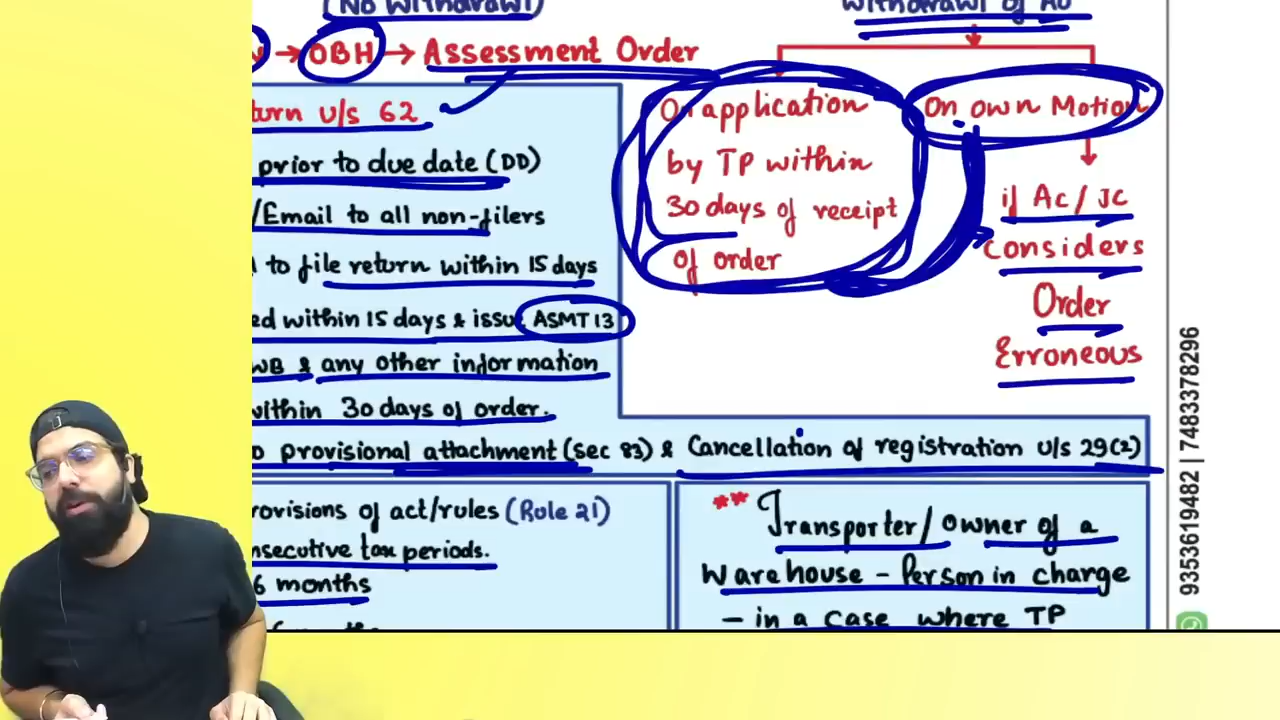 (No Withdrawl)
Withdrawl of AO
→ OBH → Assessment Order
turn u/s 62
prior to due date (DD)
/Email to all non-filers
to file return within 15 days
ed within 15 days & issu ASMT 13
WB & any other information
within 30 days of order.
o provisional attachment (sec 83) & Cancellation of registration u/s 29(2)
On application
by TP within
30 days of receipt
of order
On own Motion
if AC / JC
Considers
Order
Erroneous
rovisions of act/rules (Rule 21)
nsecutive tax periods.
6 months
** Transporter/ Owner of a
Warehouse - Person in charge
- in a case where TP
9353619482 | 7483378296